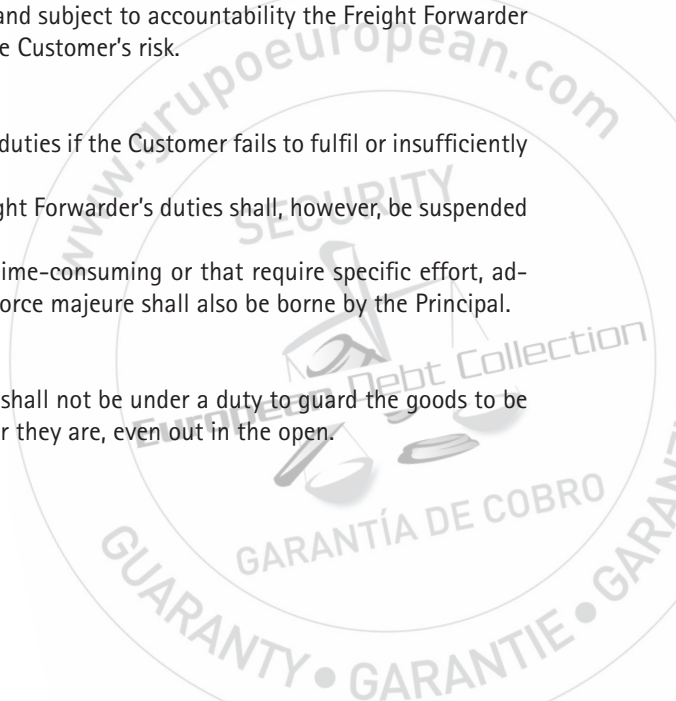 and subject to accountability the Freight Forwarder
e Customer's risk.
duties if the Customer fails to fulfil or insufficiently
ght Forwarder's duties shall, however, be suspended
ime-consuming or that require specific effort, ad-
orce majeure shall also be borne by the Principal.
shall not be under a duty to guard the goods to be
r they are, even out in the open.
www.grupoeuropean.com
SECURITY
European Debt Collection
GARANTÍA DE COBRO
GUARANTY • GARANTIE • GARANT